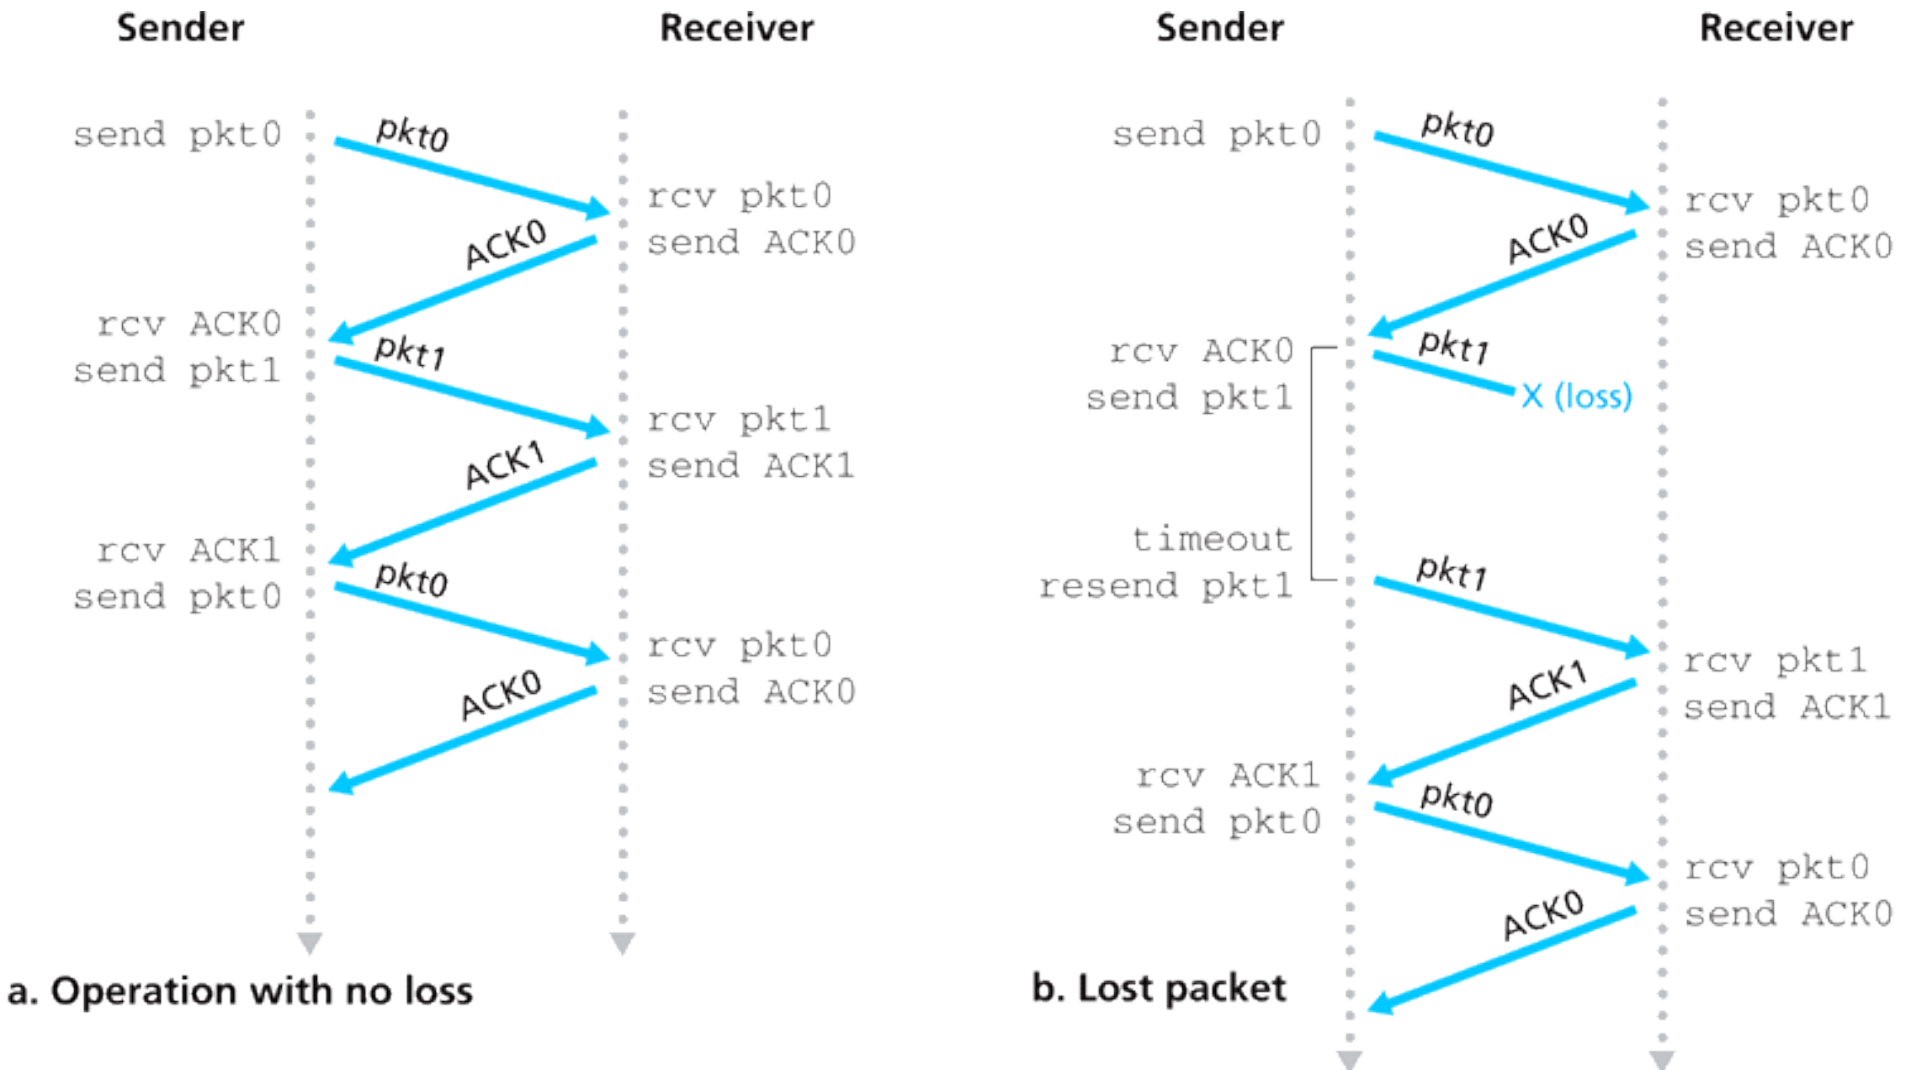 Sender
Receiver
send pkt0
pkt0
rcv pkt0
send ACK0
ACK0
rcv ACK0
send pkt1
pkt1
rcv pkt1
send ACK1
ACK1
rcv ACK1
send pkt0
pkt0
rcv pkt0
send ACK0
ACK0
a. Operation with no loss
Sender
Receiver
send pkt0
pkt0
rcv pkt0
send ACK0
ACK0
rcv ACK0
send pkt1
pkt1
X (loss)
timeout
resend pkt1
pkt1
rcv pkt1
send ACK1
ACK1
rcv ACK1
send pkt0
pkt0
rcv pkt0
send ACK0
ACK0
b. Lost packet